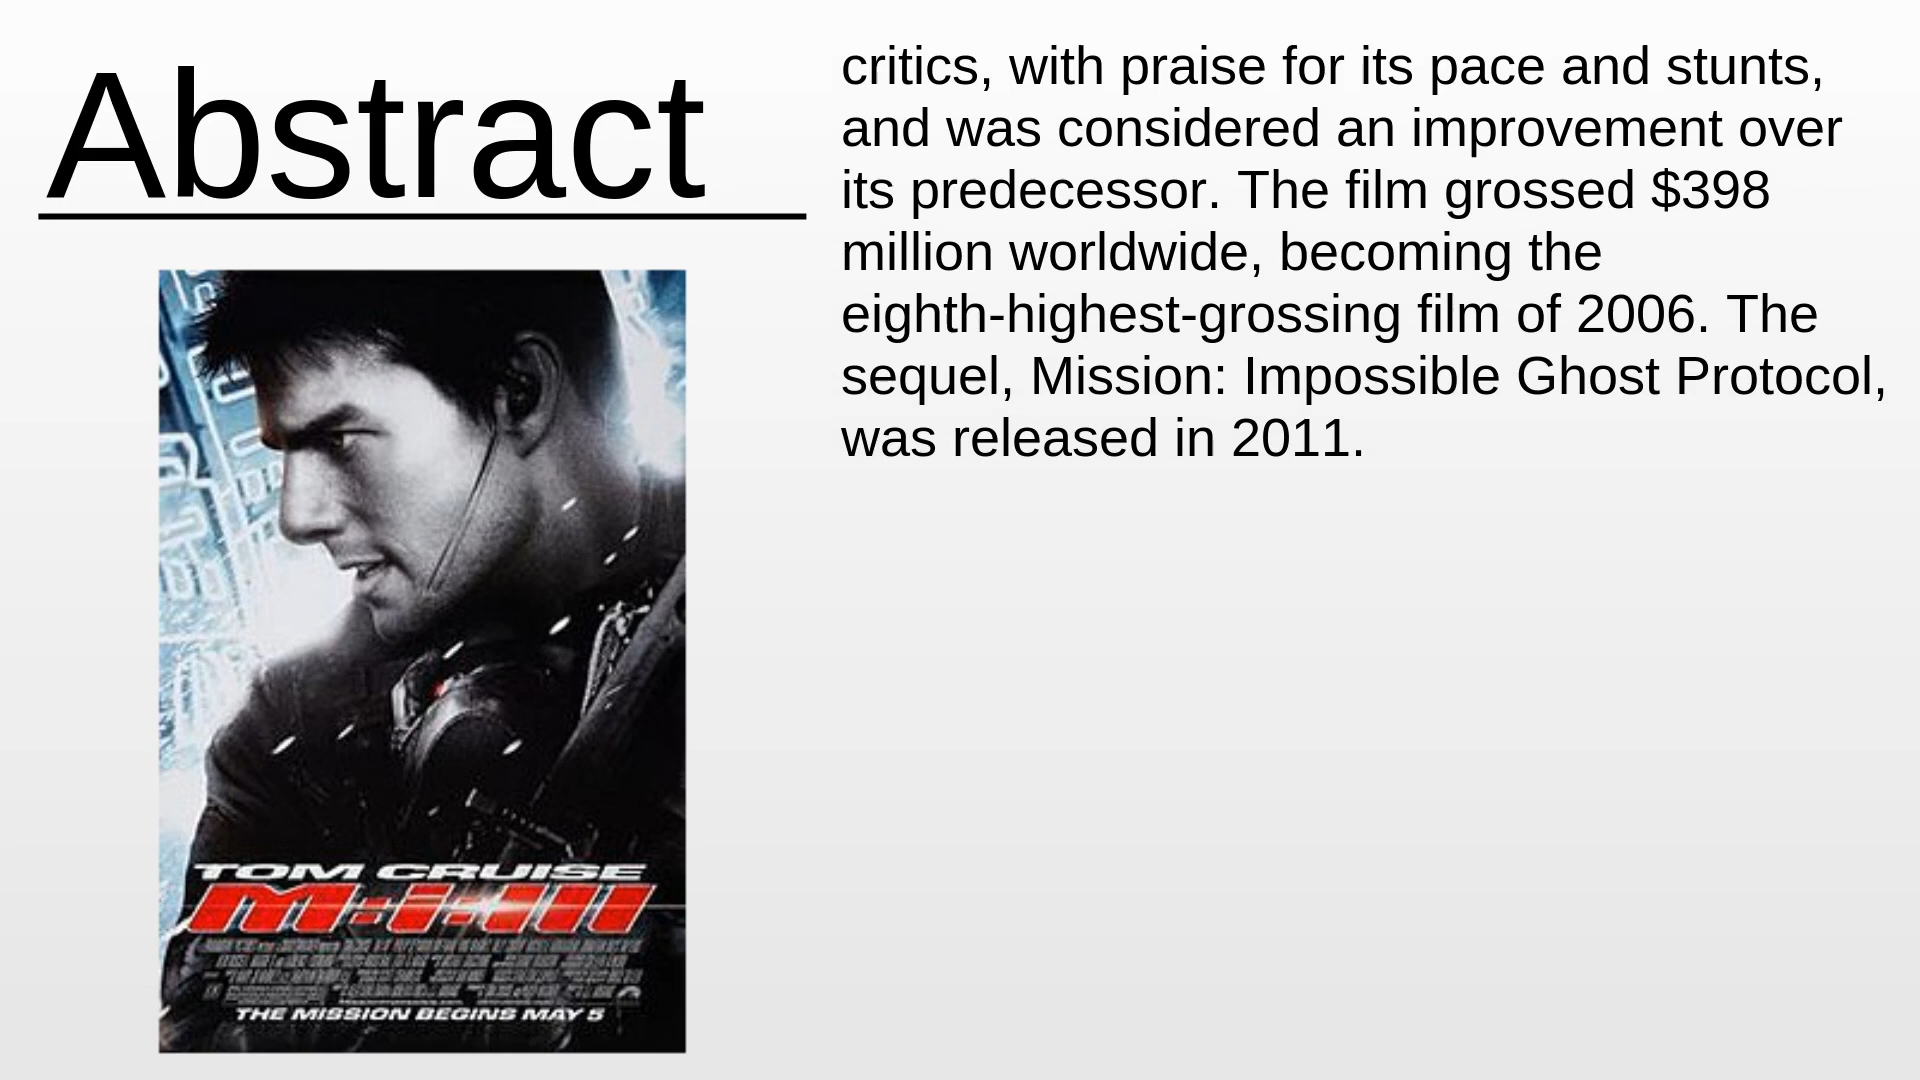 Abstract
critics, with praise for its pace and stunts,
and was considered an improvement over
its predecessor. The film grossed $398
million worldwide, becoming the
eighth-highest-grossing film of 2006. The
sequel, Mission: Impossible Ghost Protocol,
was released in 2011.
TOM CRUISE
M:i:III
THE MISSION BEGINS MAY 5